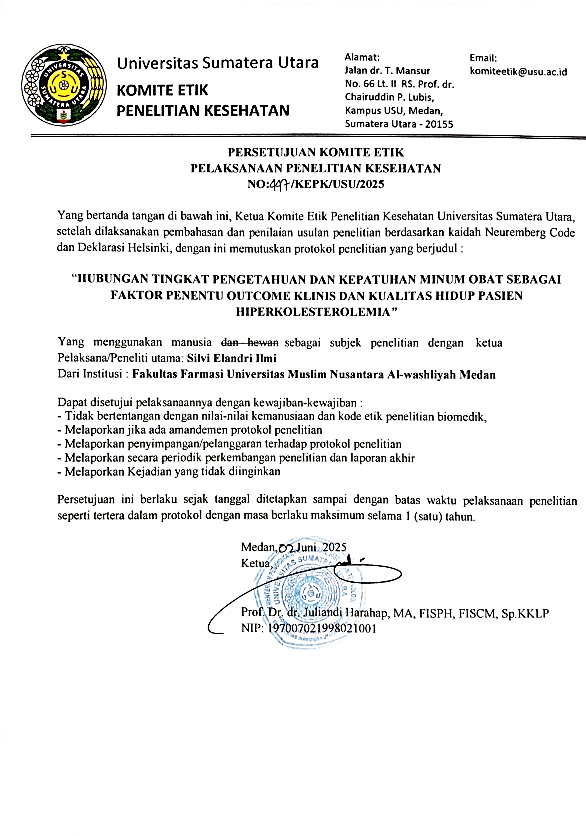 Universitas Sumatera Utara
KOMITE ETIK
PENELITIAN KESEHATAN
Alamat:
Jalan dr. T. Mansur
No. 66 Lt. II RS. Prof. dr.
Chairuddin P. Lubis,
Kampus USU, Medan,
Sumatera Utara - 20155
Email:
komiteetik@usu.ac.id
PERSETUJUAN KOMITE ETIK
PELAKSANAAN PENELITIAN KESEHATAN
NO:497/KEPK/USU/2025
Yang bertanda tangan di bawah ini, Ketua Komite Etik Penelitian Kesehatan Universitas Sumatera Utara,
setelah dilaksanakan pembahasan dan penilaian usulan penelitian berdasarkan kaidah Neuremberg Code
dan Deklarasi Helsinki, dengan ini memutuskan protokol penelitian yang berjudul :
"HUBUNGAN TINGKAT PENGETAHUAN DAN KEPATUHAN MINUM OBAT SEBAGAI
FAKTOR PENENTU OUTCOME KLINIS DAN KUALITAS HIDUP PASIEN
HIPERKOLESTEROLEMIA"
Yang menggunakan manusia dan hewan sebagai subjek penelitian dengan ketua
Pelaksana/Peneliti utama: Silvi Elandri Ilmi
Dari Institusi : Fakultas Farmasi Universitas Muslim Nusantara Al-washliyah Medan
Dapat disetujui pelaksanaannya dengan kewajiban-kewajiban :
- Tidak bertentangan dengan nilai-nilai kemanusiaan dan kode etik penelitian biomedik,
- Melaporkan jika ada amandemen protokol penelitian
- Melaporkan penyimpangan/pelanggaran terhadap protokol penelitian
- Melaporkan secara periodik perkembangan penelitian dan laporan akhir
- Melaporkan Kejadian yang tidak diinginkan
Persetujuan ini berlaku sejak tanggal ditetapkan sampai dengan batas waktu pelaksanaan penelitian
seperti tertera dalam protokol dengan masa berlaku maksimum selama 1 (satu) tahun.
Medan, 02 Juni 2025
Ketua,
Prof. Dr. dr. Juliandi Harahap, MA, FISPH, FISCM, Sp.KKLP
NIP: 197007021998021001